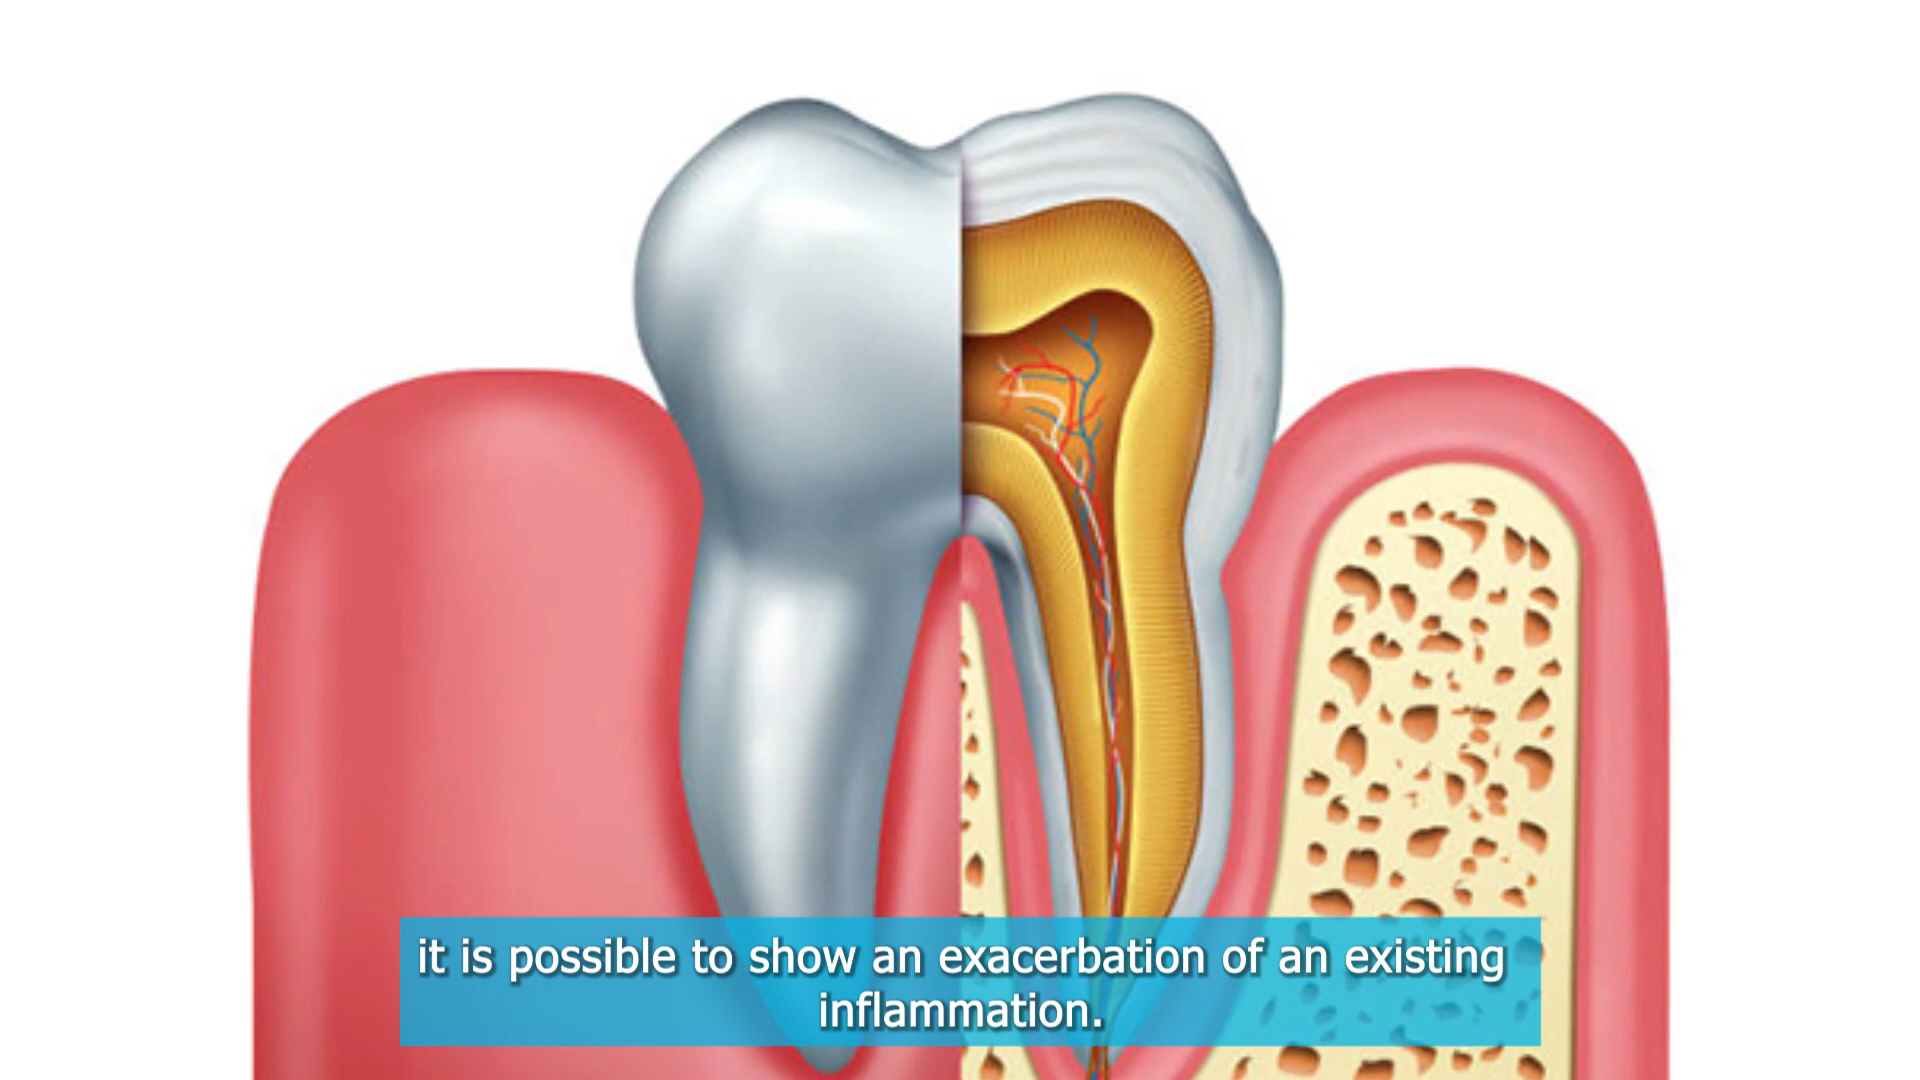 it is possible to show an exacerbation of an existing
inflammation.